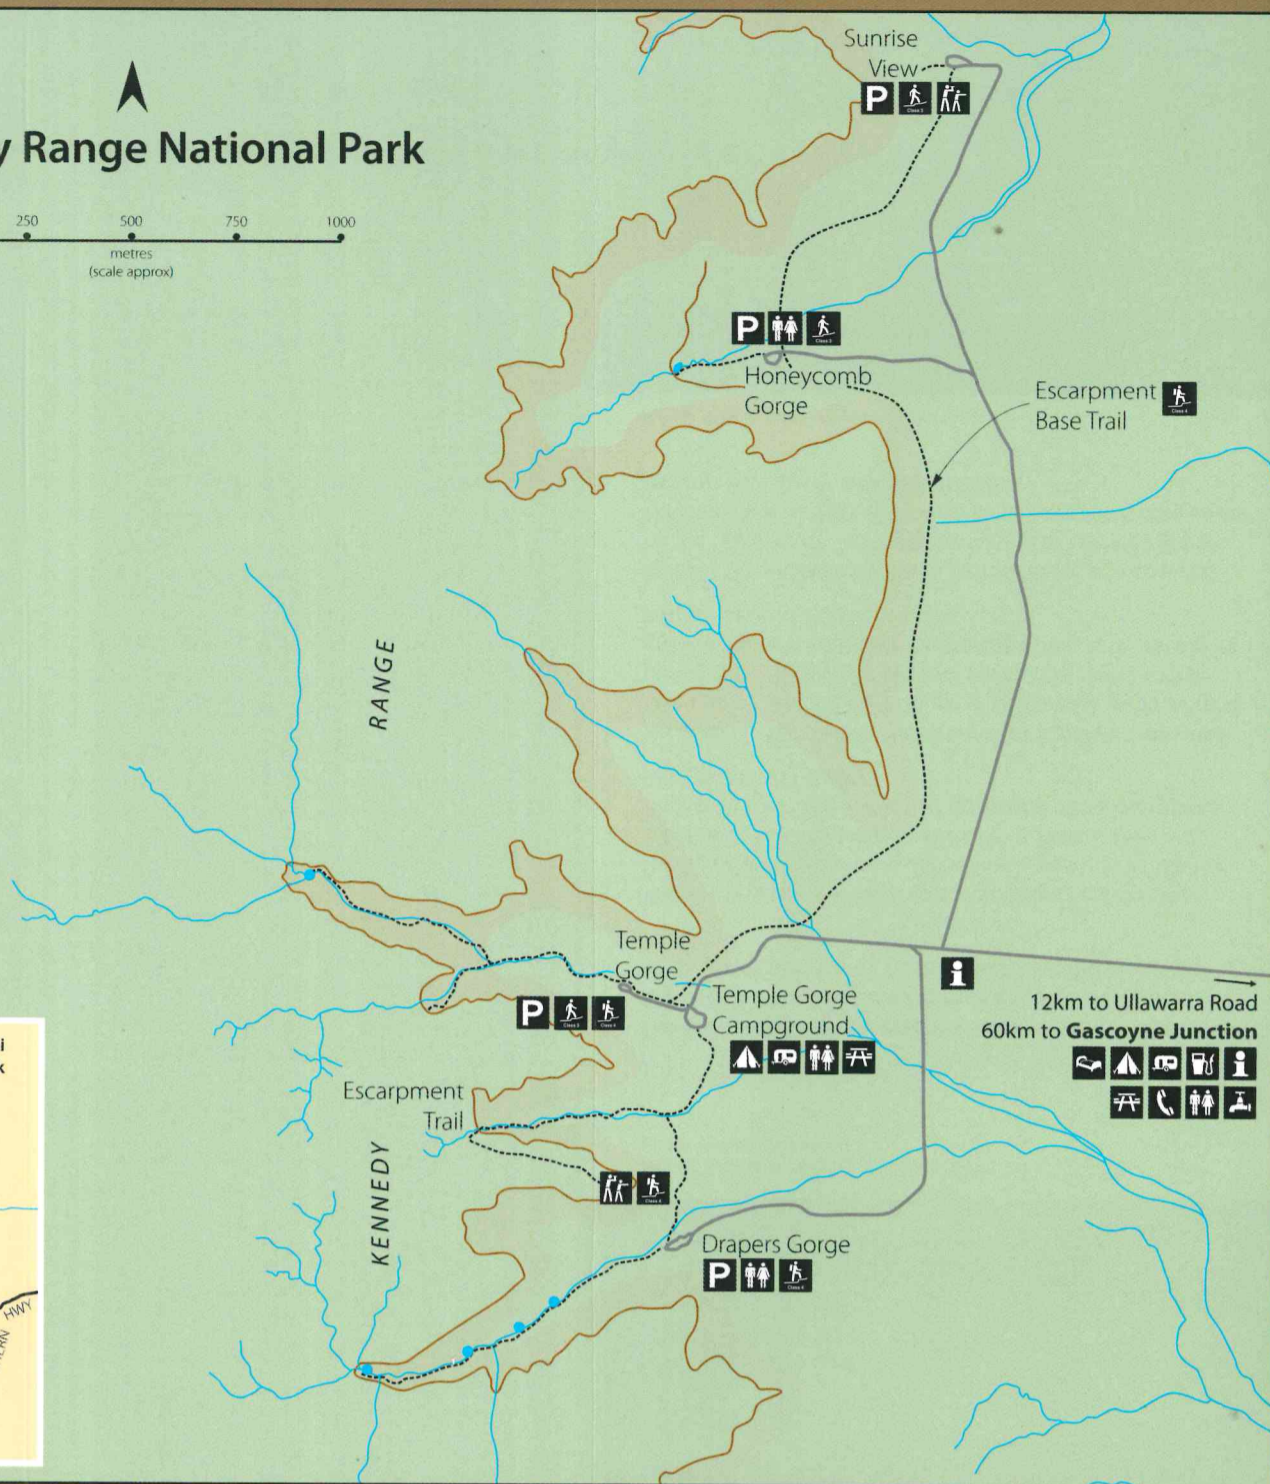 Sunrise
View
P
y Range National Park
250 500 750 1000
metres
(scale approx)
P
Honeycomb
Gorge
Escarpment
Base Trail
RANGE
Temple
Gorge
i
Temple Gorge
Campground
P
12km to Ullawarra Road
60km to Gascoyne Junction
i
i
k
Escarpment
Trail
KENNEDY
Drapers Gorge
P
HWY